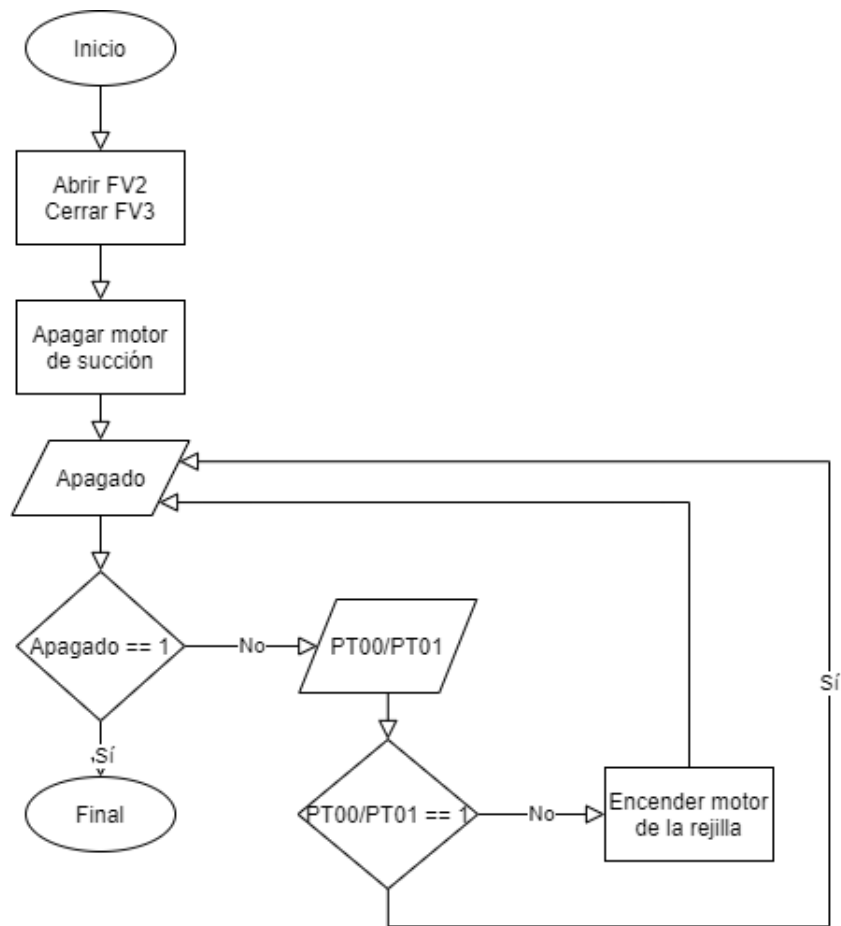 Inicio
Abrir FV2
Cerrar FV3
Apagar motor
de succión
Apagado
Apagado == 1
No
PT00/PT01
Sí
Sí
Final
PT00/PT01 == 1
No
Encender motor
de la rejilla